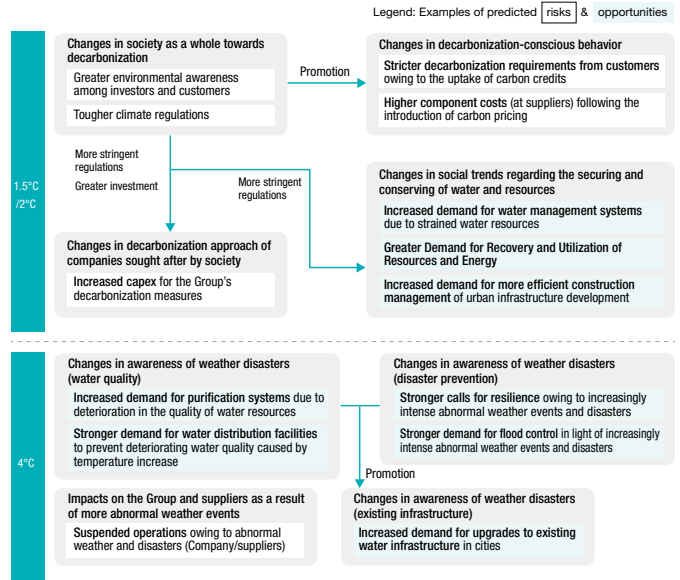 Legend: Examples of predicted risks & opportunities
1.5°C
/2°C
Changes in society as a whole towards
decarbonization
Greater environmental awareness
among investors and customers
Tougher climate regulations
Promotion
Changes in decarbonization-conscious behavior
Stricter decarbonization requirements from customers
owing to the uptake of carbon credits
Higher component costs (at suppliers) following the
introduction of carbon pricing
More stringent
regulations
Greater investment
More stringent
regulations
Changes in social trends regarding the securing and
conserving of water and resources
Increased demand for water management systems
due to strained water resources
Greater Demand for Recovery and Utilization of
Resources and Energy
Increased demand for more efficient construction
management of urban infrastructure development
Changes in decarbonization approach of
companies sought after by society
Increased capex for the Group's
decarbonization measures
4°C
Changes in awareness of weather disasters
(water quality)
Increased demand for purification systems due to
deterioration in the quality of water resources
Stronger demand for water distribution facilities
to prevent deteriorating water quality caused by
temperature increase
Changes in awareness of weather disasters
(disaster prevention)
Stronger calls for resilience owing to increasingly
intense abnormal weather events and disasters
Stronger demand for flood control in light of increasingly
intense abnormal weather events and disasters
Promotion
Impacts on the Group and suppliers as a result
of more abnormal weather events
Suspended operations owing to abnormal
weather and disasters (Company/suppliers)
Changes in awareness of weather disasters
(existing infrastructure)
Increased demand for upgrades to existing
water infrastructure in cities